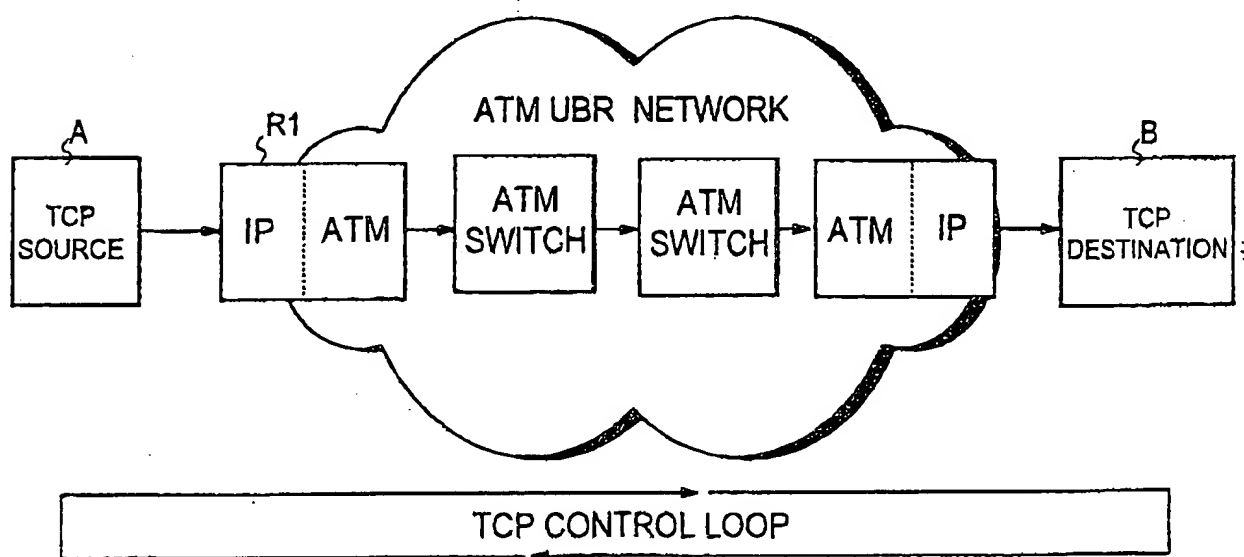 ATM UBR NETWORK
A
R1
B
TCP
SOURCE
IP
ATM
ATM
SWITCH
ATM
SWITCH
ATM
IP
TCP
DESTINATION
TCP CONTROL LOOP